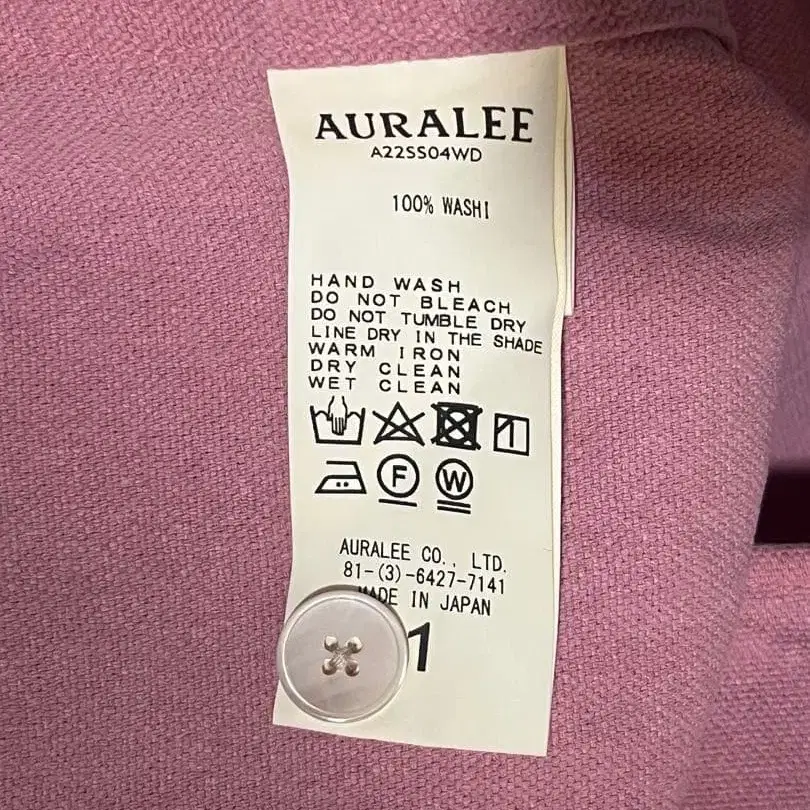 AURALEE
A22SS04WD
100% WASHI
HAND WASH
DO NOT BLEACH
DO NOT TUMBLE DRY
LINE DRY IN THE SHADE
WARM IRON
DRY CLEAN
WET CLEAN
F W
AURALEE CO., LTD.
81-(3)-6427-7141
MADE IN JAPAN
1